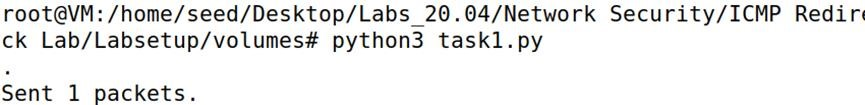 root@VM:/home/seed/Desktop/Labs_20.04/Network Security/ICMP Redire
ck Lab/Labsetup/volumes# python3 task1.py
.
Sent 1 packets.